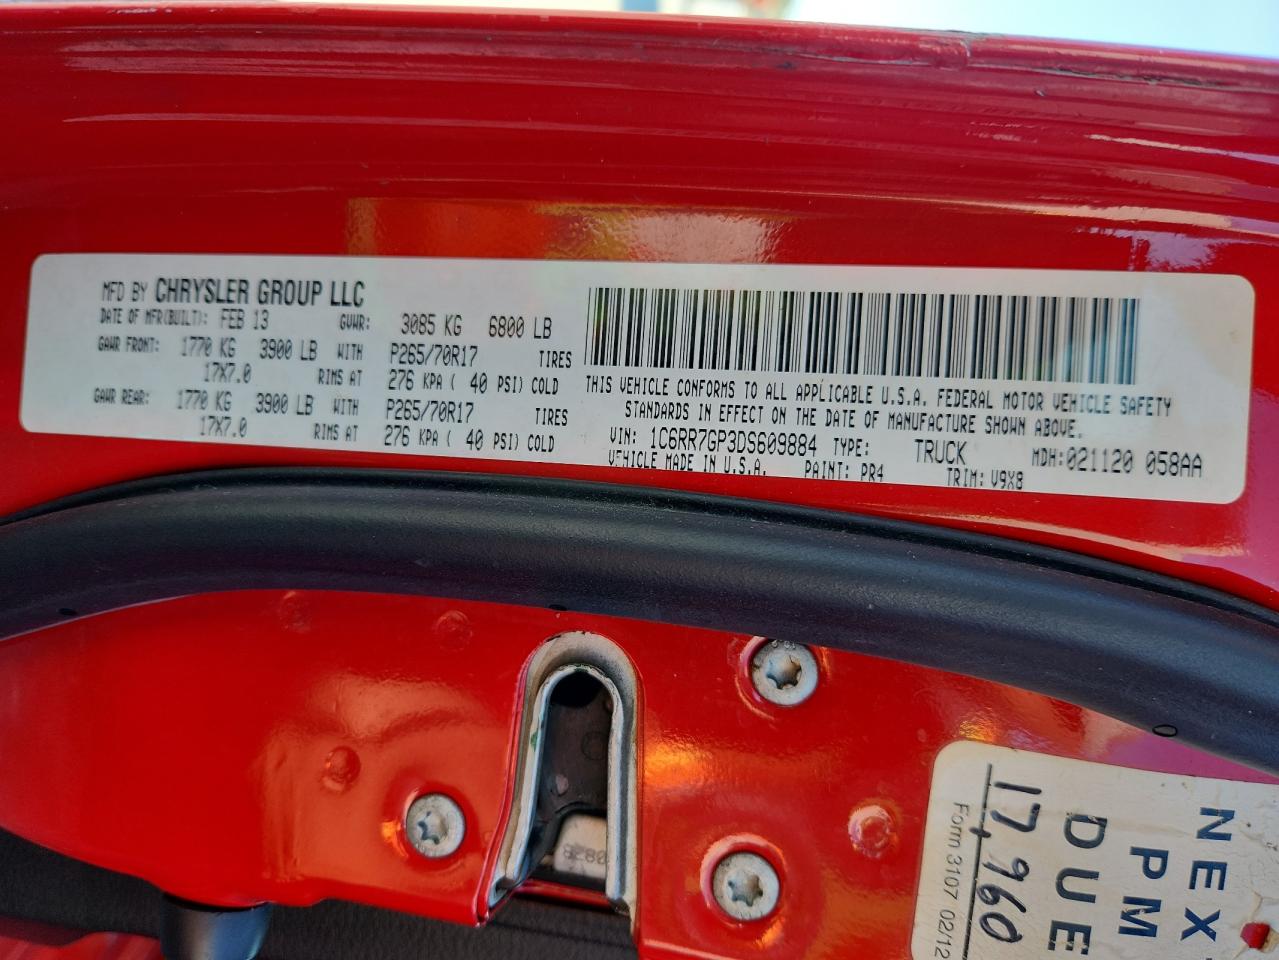 MFD BY CHRYSLER GROUP LLC
DATE OF MFR(BUILT): FEB 13 GVWR: 3085 KG 6800 LB
GAWR FRONT: 1770 KG 3900 LB WITH P265/70R17 TIRES
17X7.0 RIMS AT 276 KPA ( 40 PSI) COLD
GAWR REAR: 1770 KG 3900 LB WITH P265/70R17 TIRES
17X7.0 RIMS AT 276 KPA ( 40 PSI) COLD
THIS VEHICLE CONFORMS TO ALL APPLICABLE U.S.A. FEDERAL MOTOR VEHICLE SAFETY
STANDARDS IN EFFECT ON THE DATE OF MANUFACTURE SHOWN ABOVE.
VIN: 1C6RR7GP3DS609884 TYPE: TRUCK MDH:021120 058AA
VEHICLE MADE IN U.S.A. PAINT: PR4 TRIM: V9X8
NEXT
PM
DUE
17,960
Form 3107 02/12